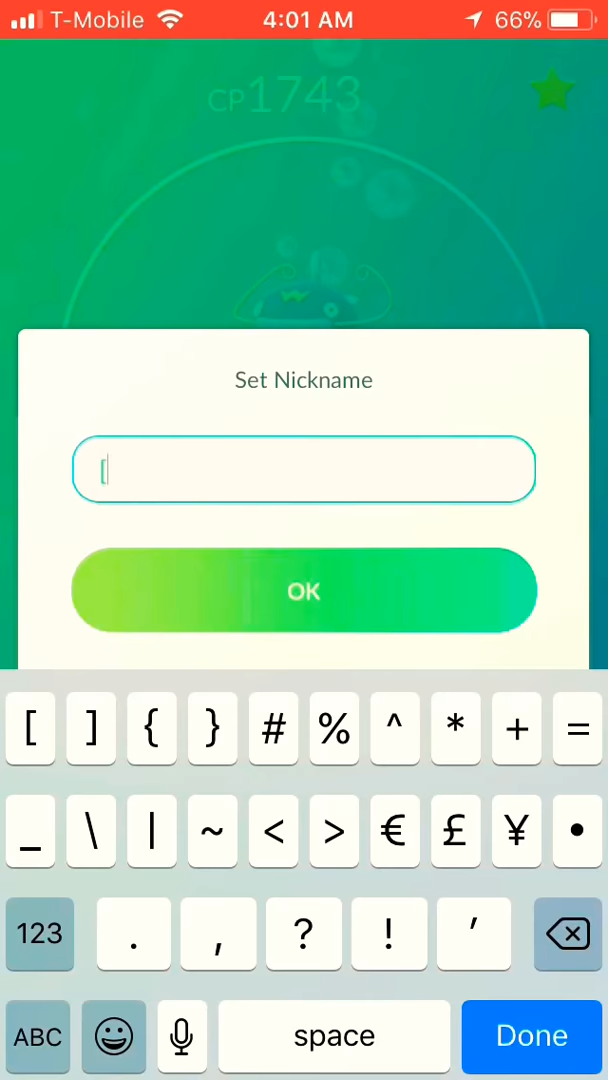 T-Mobile 4:01 AM 66%
CP1743
Set Nickname
[
OK
[ ] { } # % ^ * + =
_ \ | ~ < > € £ ¥ •
123 . , ? ! ′
ABC space Done